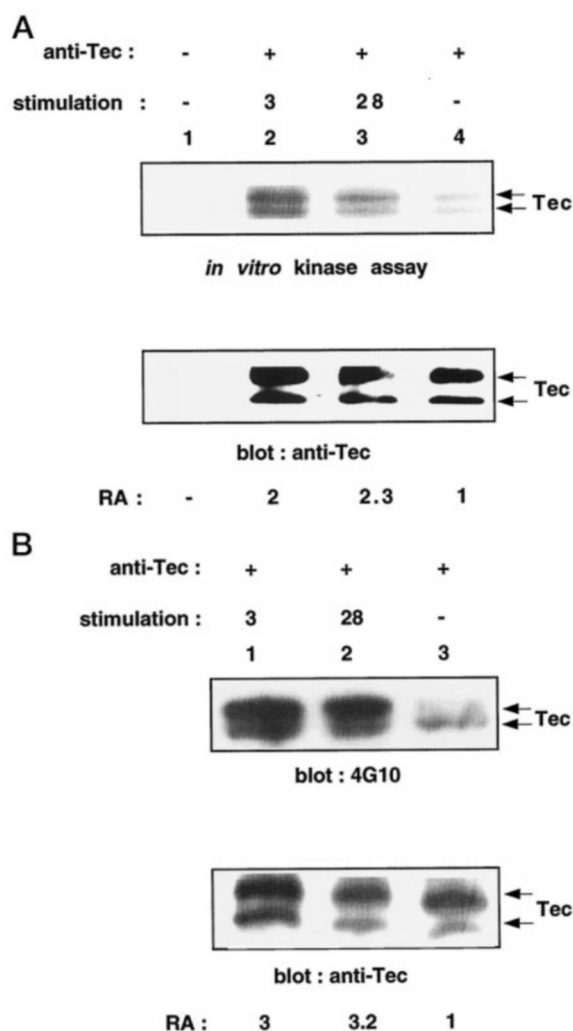 A
anti-Tec : - + + +
stimulation : - 3 28 -
1 2 3 4
Tec
in vitro kinase assay
Tec
blot : anti-Tec
RA : - 2 2.3 1
B
anti-Tec : + + +
stimulation : 3 28 -
1 2 3
Tec
blot : 4G10
Tec
blot : anti-Tec
RA : 3 3.2 1